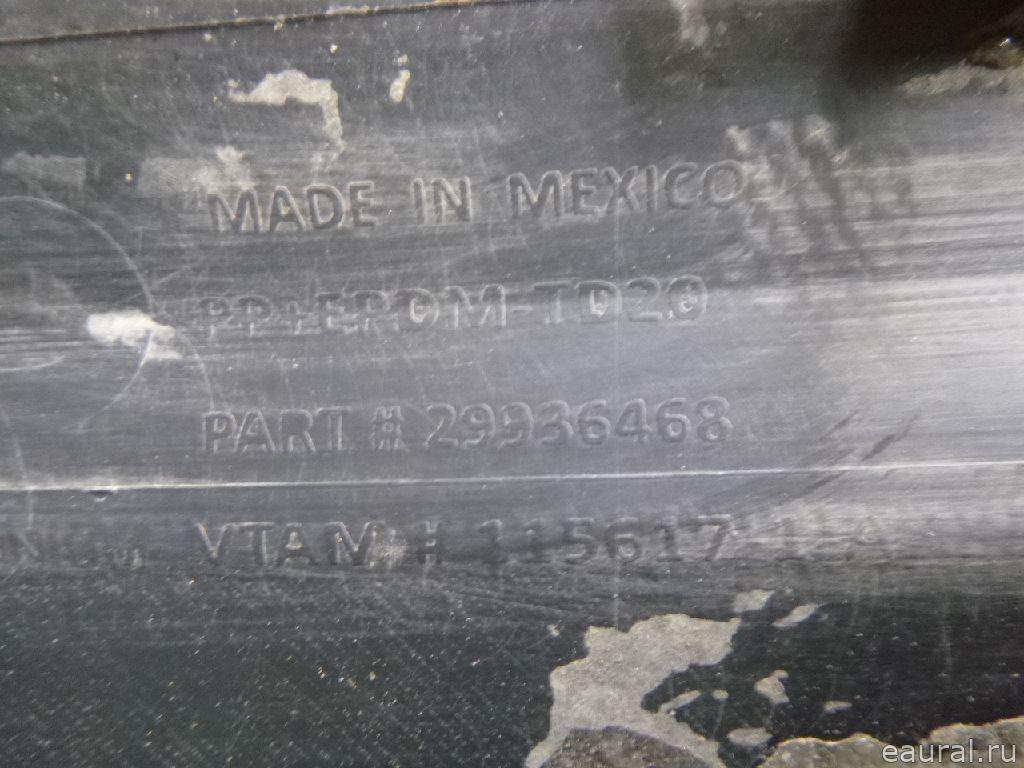 MADE IN MEXICO
PP+EPDM-TD20
PART # 29936468
VTAM # 115617
eaural.ru